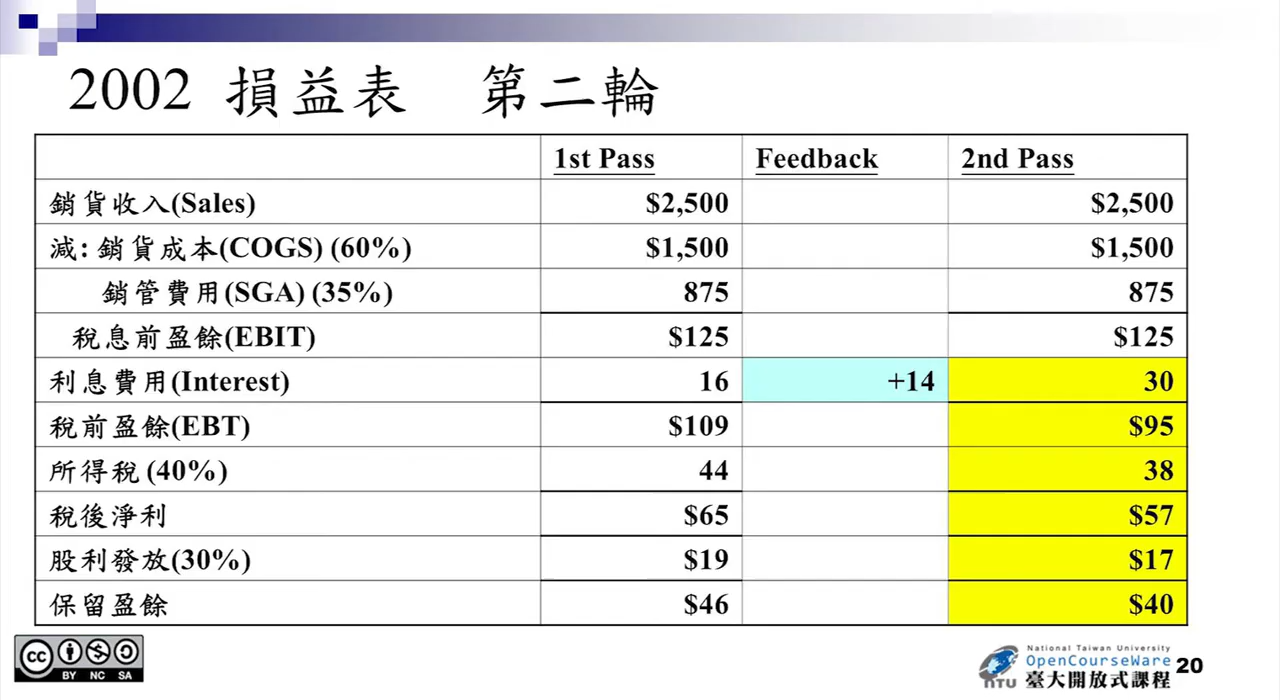 2002 損益表 第二輪
1st Pass Feedback 2nd Pass
銷貨收入(Sales) $2,500 $2,500
減: 銷貨成本(COGS) (60%) $1,500 $1,500
銷管費用(SGA) (35%) 875 875
稅息前盈餘(EBIT) $125 $125
利息費用(Interest) 16 +14 30
稅前盈餘(EBT) $109 $95
所得稅 (40%) 44 38
稅後淨利 $65 $57
股利發放(30%) $19 $17
保留盈餘 $46 $40
cc BY NC SA
National Taiwan University
OpenCourseWare
NTU 臺大開放式課程
20